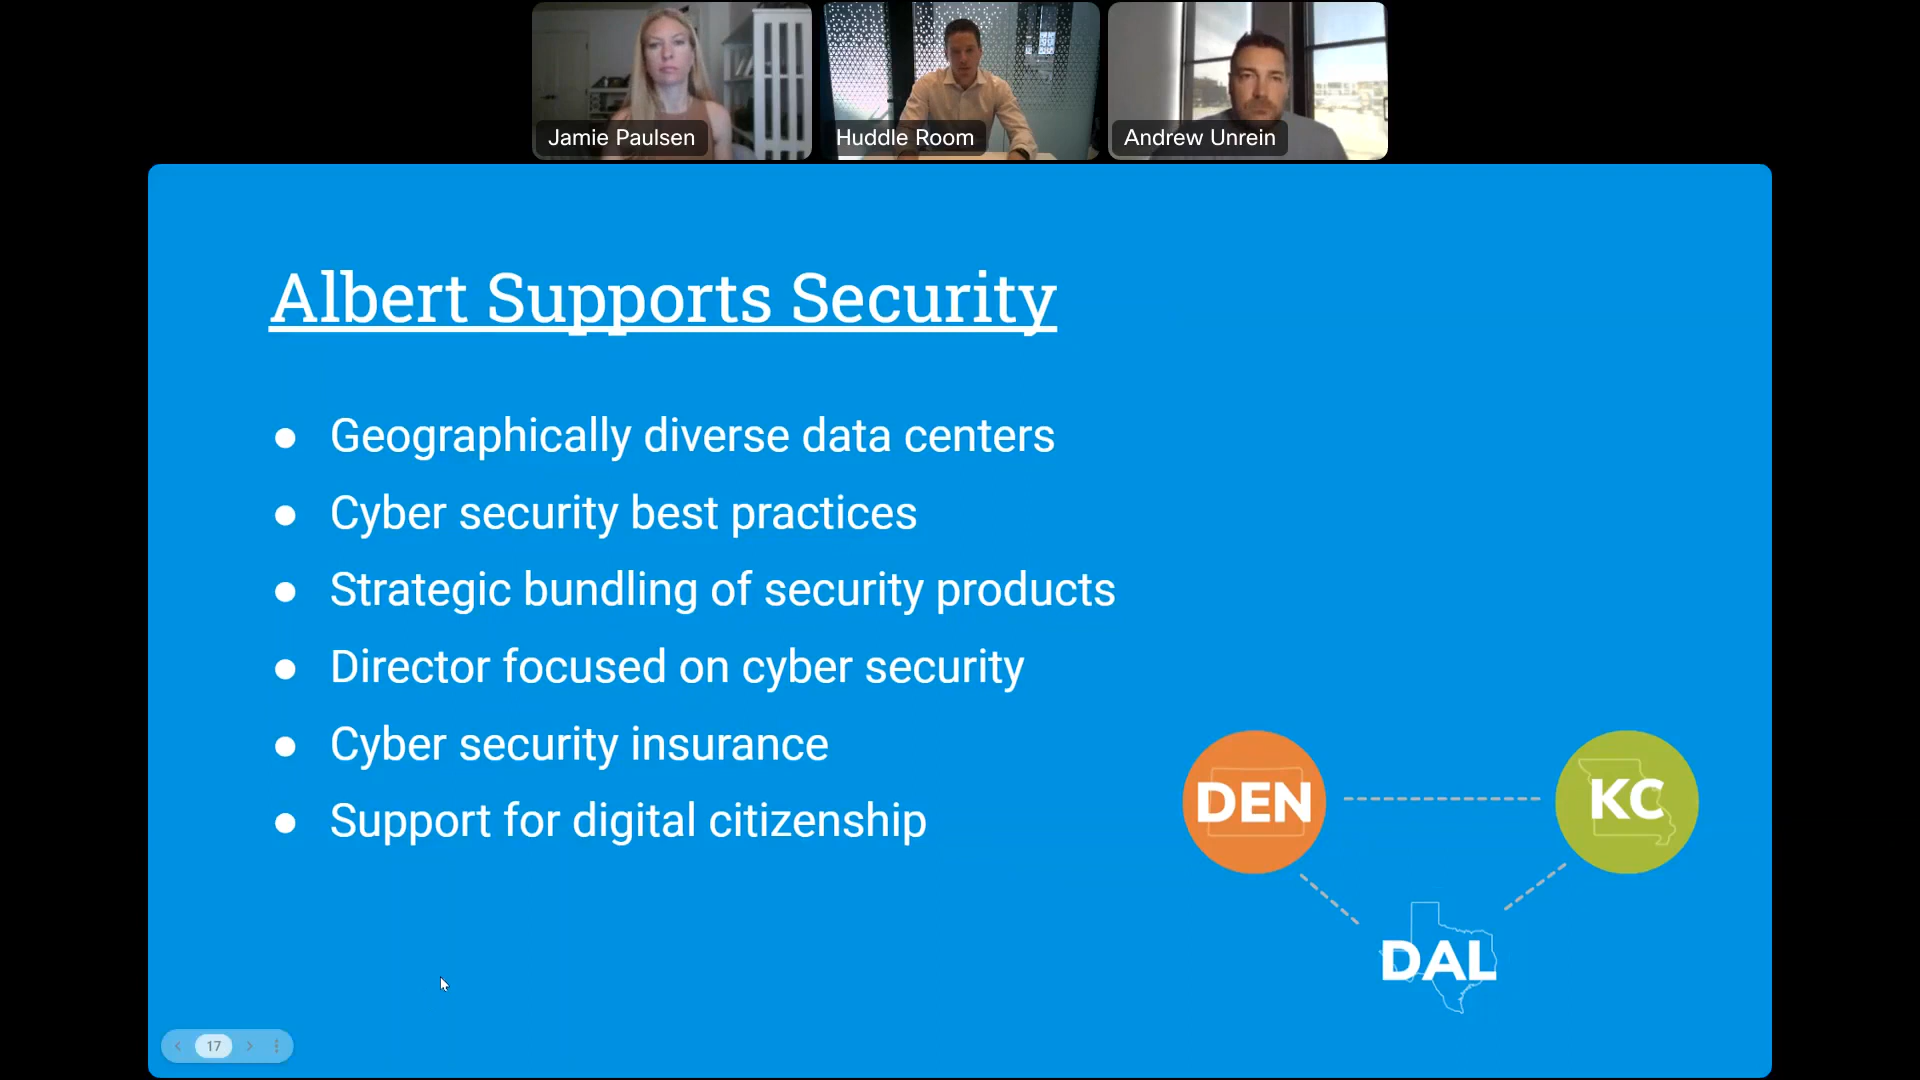 Jamie Paulsen
Huddle Room
Andrew Unrein
Albert Supports Security
● Geographically diverse data centers
● Cyber security best practices
● Strategic bundling of security products
● Director focused on cyber security
● Cyber security insurance
● Support for digital citizenship
DEN
KC
DAL
17